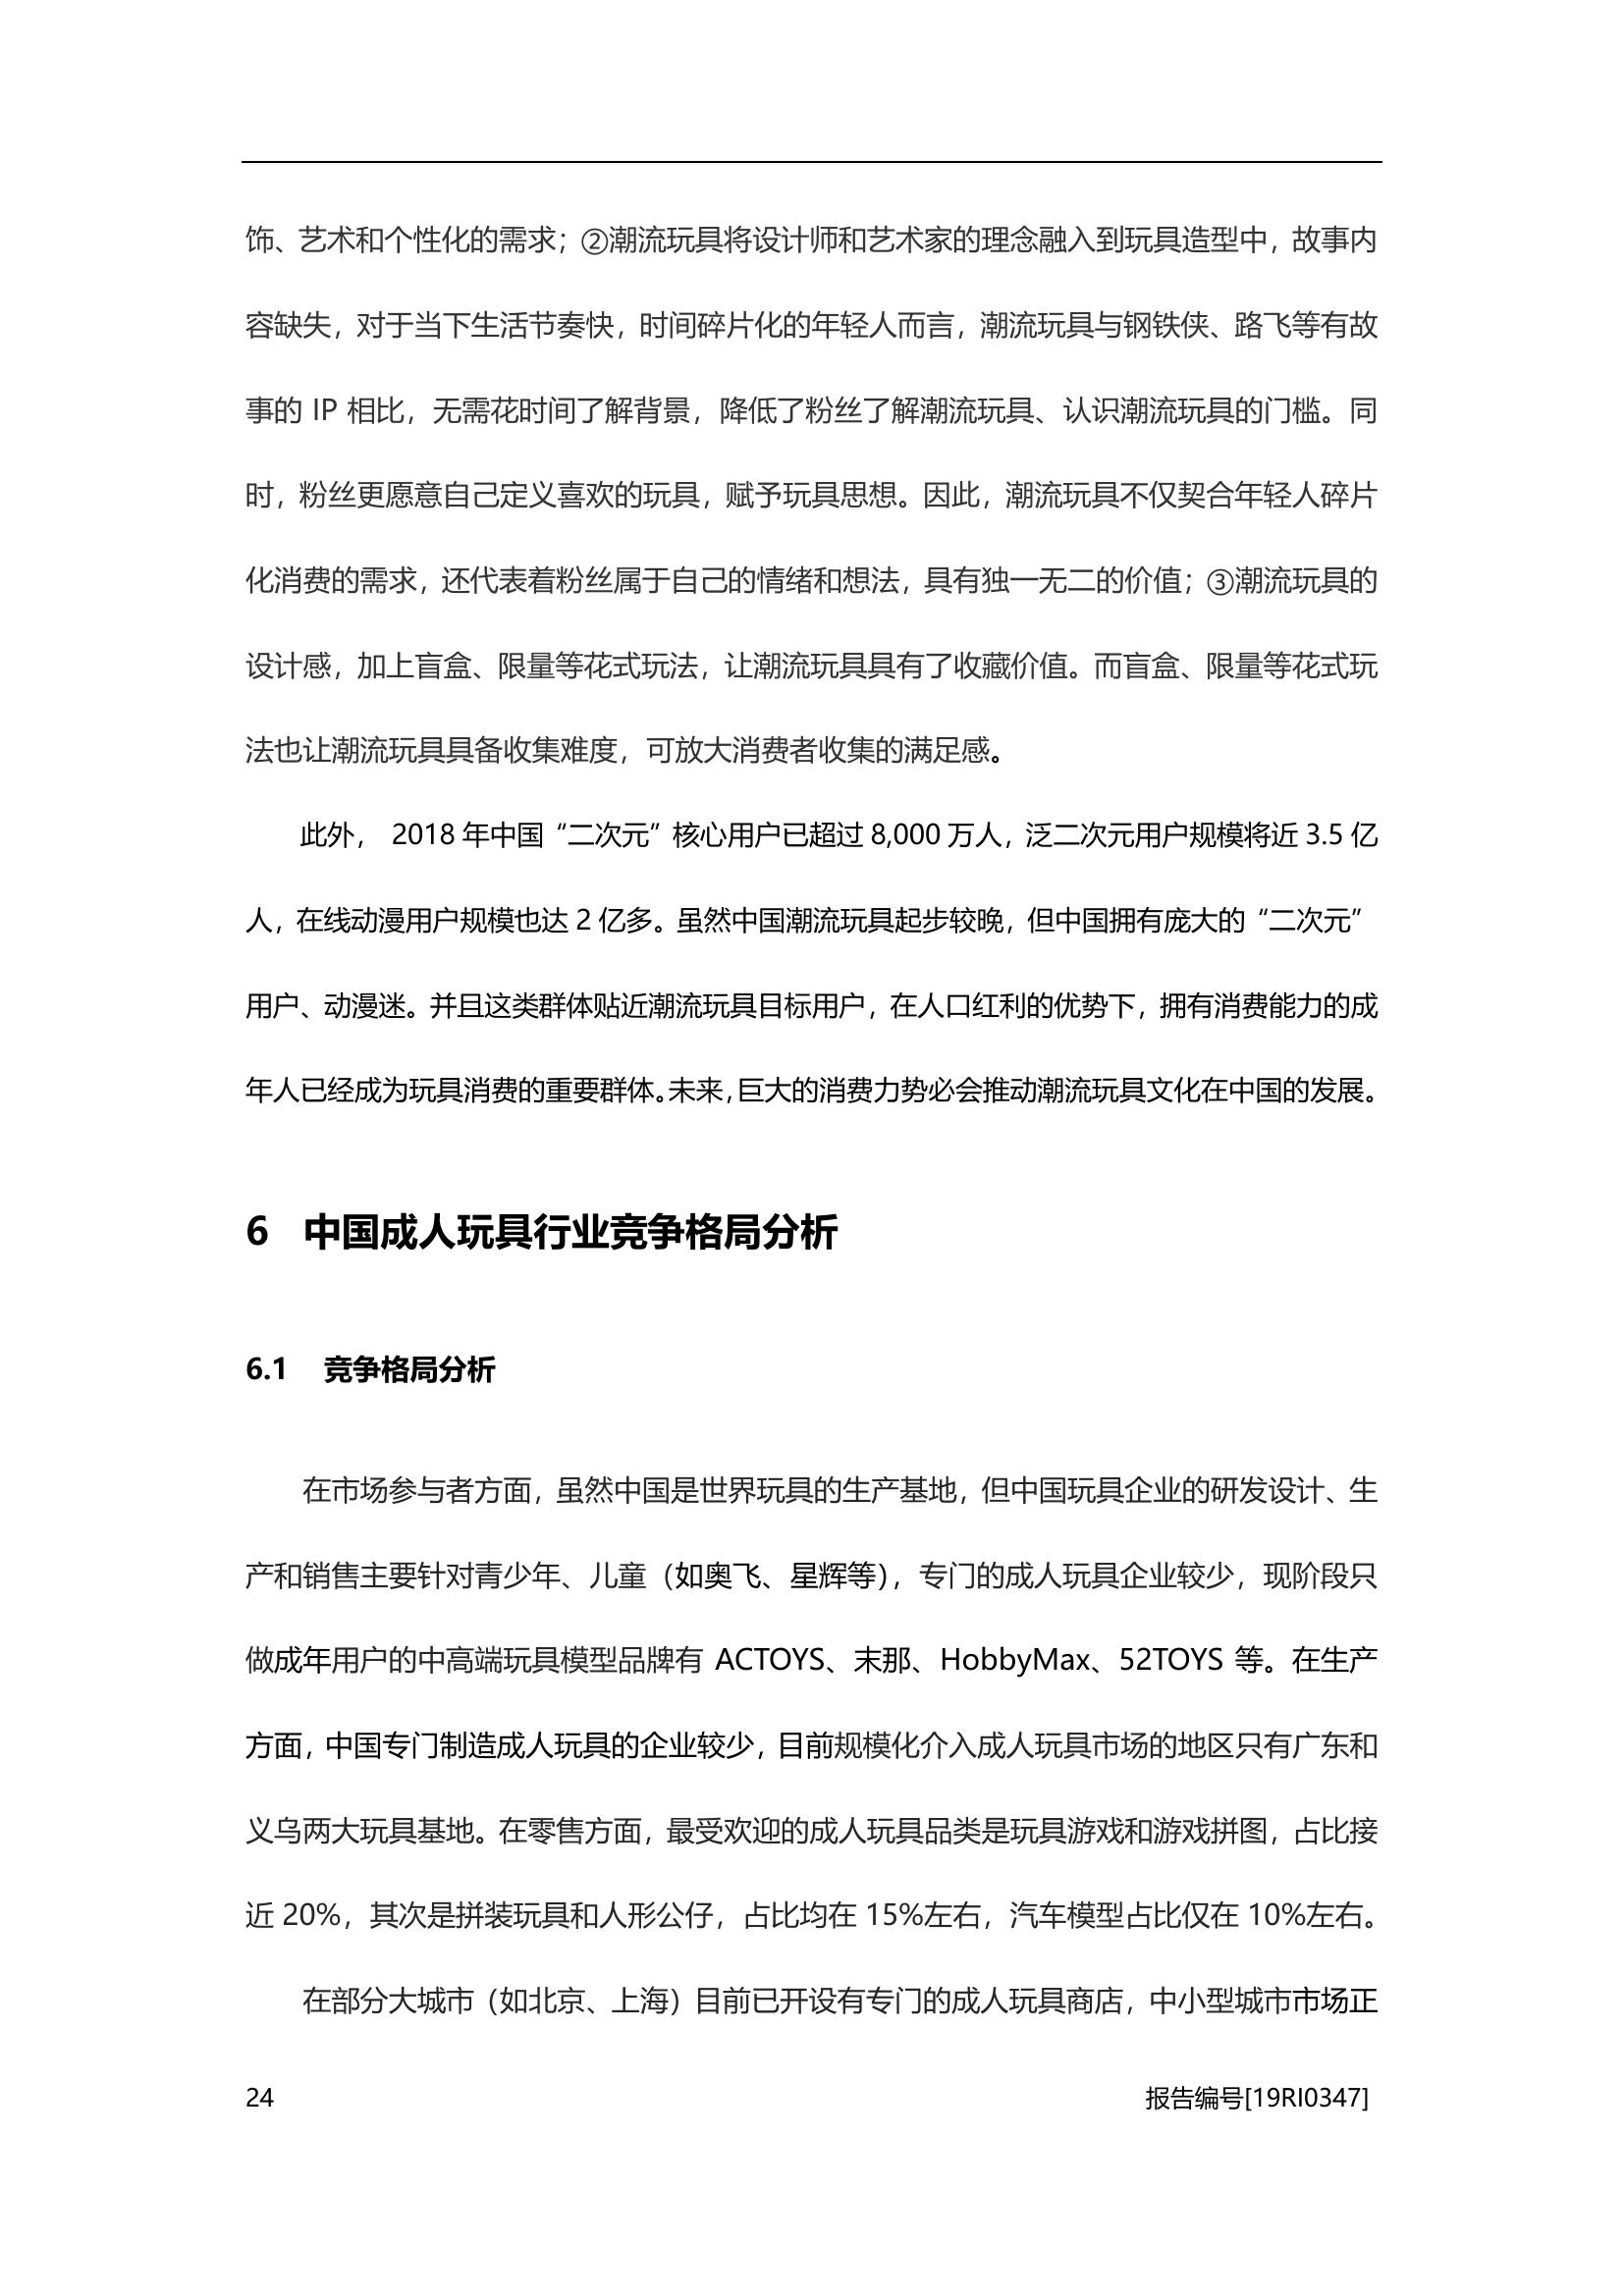 饰、艺术和个性化的需求；②潮流玩具将设计师和艺术家的理念融入到玩具造型中，故事内
容缺失，对于当下生活节奏快，时间碎片化的年轻人而言，潮流玩具与钢铁侠、路飞等有故
事的 IP 相比，无需花时间了解背景，降低了粉丝了解潮流玩具、认识潮流玩具的门槛。同
时，粉丝更愿意自己定义喜欢的玩具，赋予玩具思想。因此，潮流玩具不仅契合年轻人碎片
化消费的需求，还代表着粉丝属于自己的情绪和想法，具有独一无二的价值；③潮流玩具的
设计感，加上盲盒、限量等花式玩法，让潮流玩具具有了收藏价值。而盲盒、限量等花式玩
法也让潮流玩具具备收集难度，可放大消费者收集的满足感。
此外， 2018 年中国“二次元”核心用户已超过 8,000 万人，泛二次元用户规模将近 3.5 亿
人，在线动漫用户规模也达 2 亿多。虽然中国潮流玩具起步较晚，但中国拥有庞大的“二次元”
用户、动漫迷。并且这类群体贴近潮流玩具目标用户，在人口红利的优势下，拥有消费能力的成
年人已经成为玩具消费的重要群体。未来，巨大的消费力势必会推动潮流玩具文化在中国的发展。
6 中国成人玩具行业竞争格局分析
6.1 竞争格局分析
在市场参与者方面，虽然中国是世界玩具的生产基地，但中国玩具企业的研发设计、生
产和销售主要针对青少年、儿童（如奥飞、星辉等），专门的成人玩具企业较少，现阶段只
做成年用户的中高端玩具模型品牌有 ACTOYS、末那、HobbyMax、52TOYS 等。在生产
方面，中国专门制造成人玩具的企业较少，目前规模化介入成人玩具市场的地区只有广东和
义乌两大玩具基地。在零售方面，最受欢迎的成人玩具品类是玩具游戏和游戏拼图，占比接
近 20%，其次是拼装玩具和人形公仔，占比均在 15%左右，汽车模型占比仅在 10%左右。
在部分大城市（如北京、上海）目前已开设有专门的成人玩具商店，中小型城市市场正
24 报告编号[19RI0347]